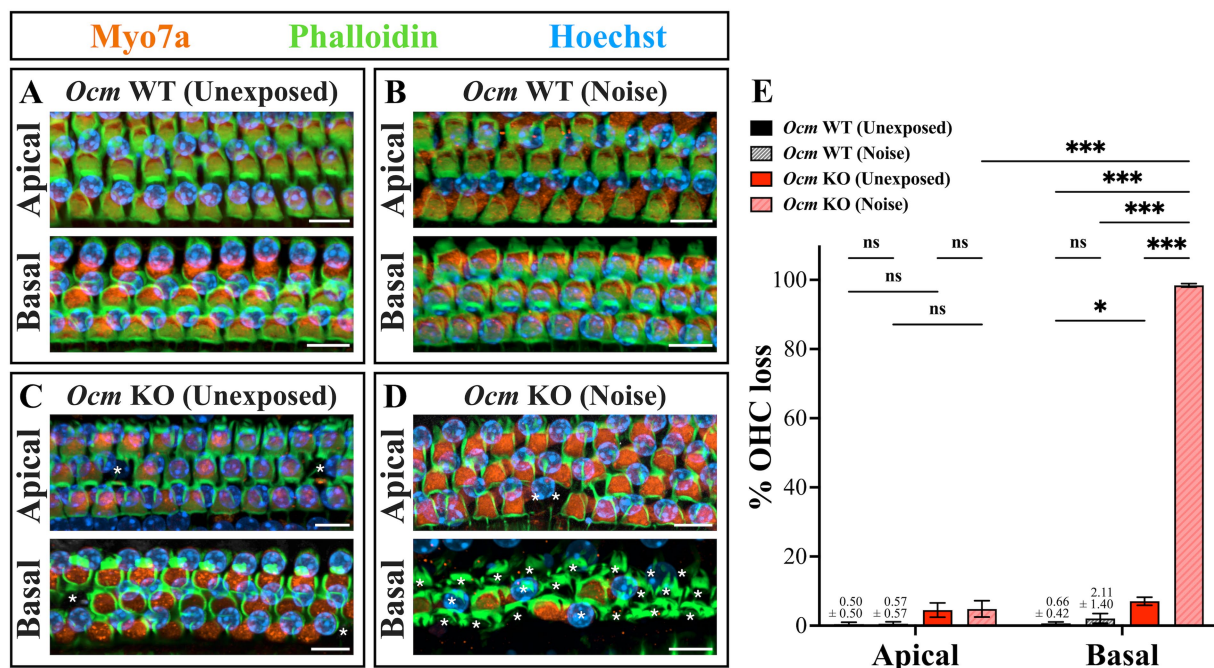 Myo7a Phalloidin Hoechst
A Ocm WT (Unexposed)
Apical
Basal
B Ocm WT (Noise)
Apical
Basal
C Ocm KO (Unexposed)
Apical
* *
Basal
* *
D Ocm KO (Noise)
Apical
* *
Basal
* * * * * * * * * * * * * * * * * * * *
E
Ocm WT (Unexposed)
Ocm WT (Noise)
Ocm KO (Unexposed)
Ocm KO (Noise)
***
***
***
ns ns ns ***
ns
*
ns
% OHC loss
100
80
60
40
20
0
0.50
± 0.50
0.57
± 0.57
0.66
± 0.42
2.11
± 1.40
Apical Basal